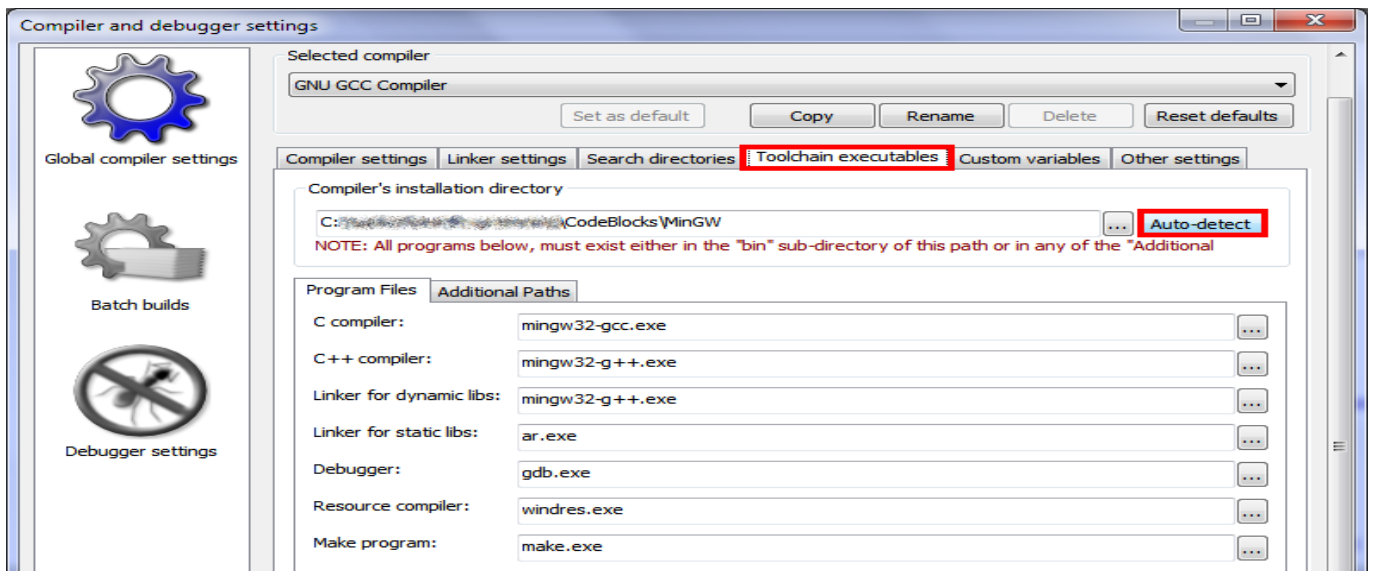 Compiler and debugger settings
Selected compiler
GNU GCC Compiler
Set as default Copy Rename Delete Reset defaults
Global compiler settings
Compiler settings Linker settings Search directories Toolchain executables Custom variables Other settings
Compiler's installation directory
C: \CodeBlocks\MinGW ... Auto-detect
NOTE: All programs below, must exist either in the "bin" sub-directory of this path or in any of the "Additional
Program Files Additional Paths
Batch builds
C compiler: mingw32-gcc.exe ...
C++ compiler: mingw32-g++.exe ...
Linker for dynamic libs: mingw32-g++.exe ...
Linker for static libs: ar.exe ...
Debugger settings
Debugger: gdb.exe ...
Resource compiler: windres.exe ...
Make program: make.exe ...